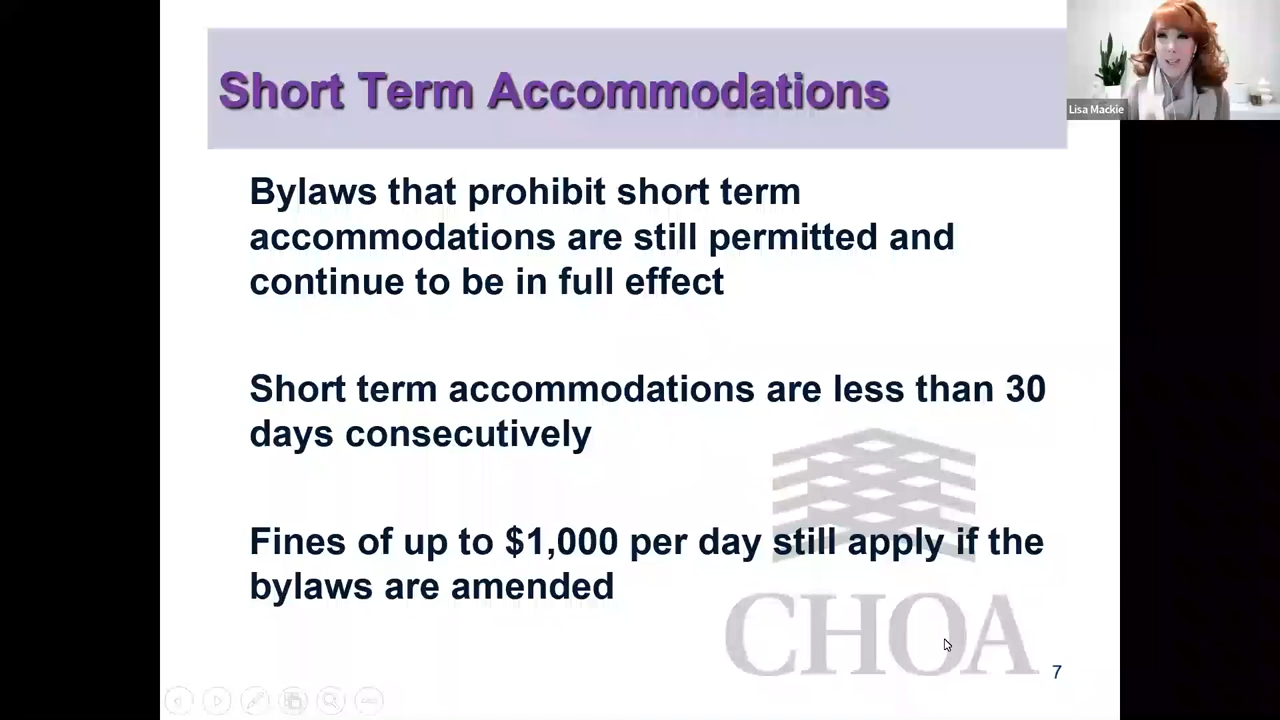 Short Term Accommodations
Lisa Mackie
Bylaws that prohibit short term
accommodations are still permitted and
continue to be in full effect
Short term accommodations are less than 30
days consecutively
Fines of up to $1,000 per day still apply if the
bylaws are amended
CHOA
7